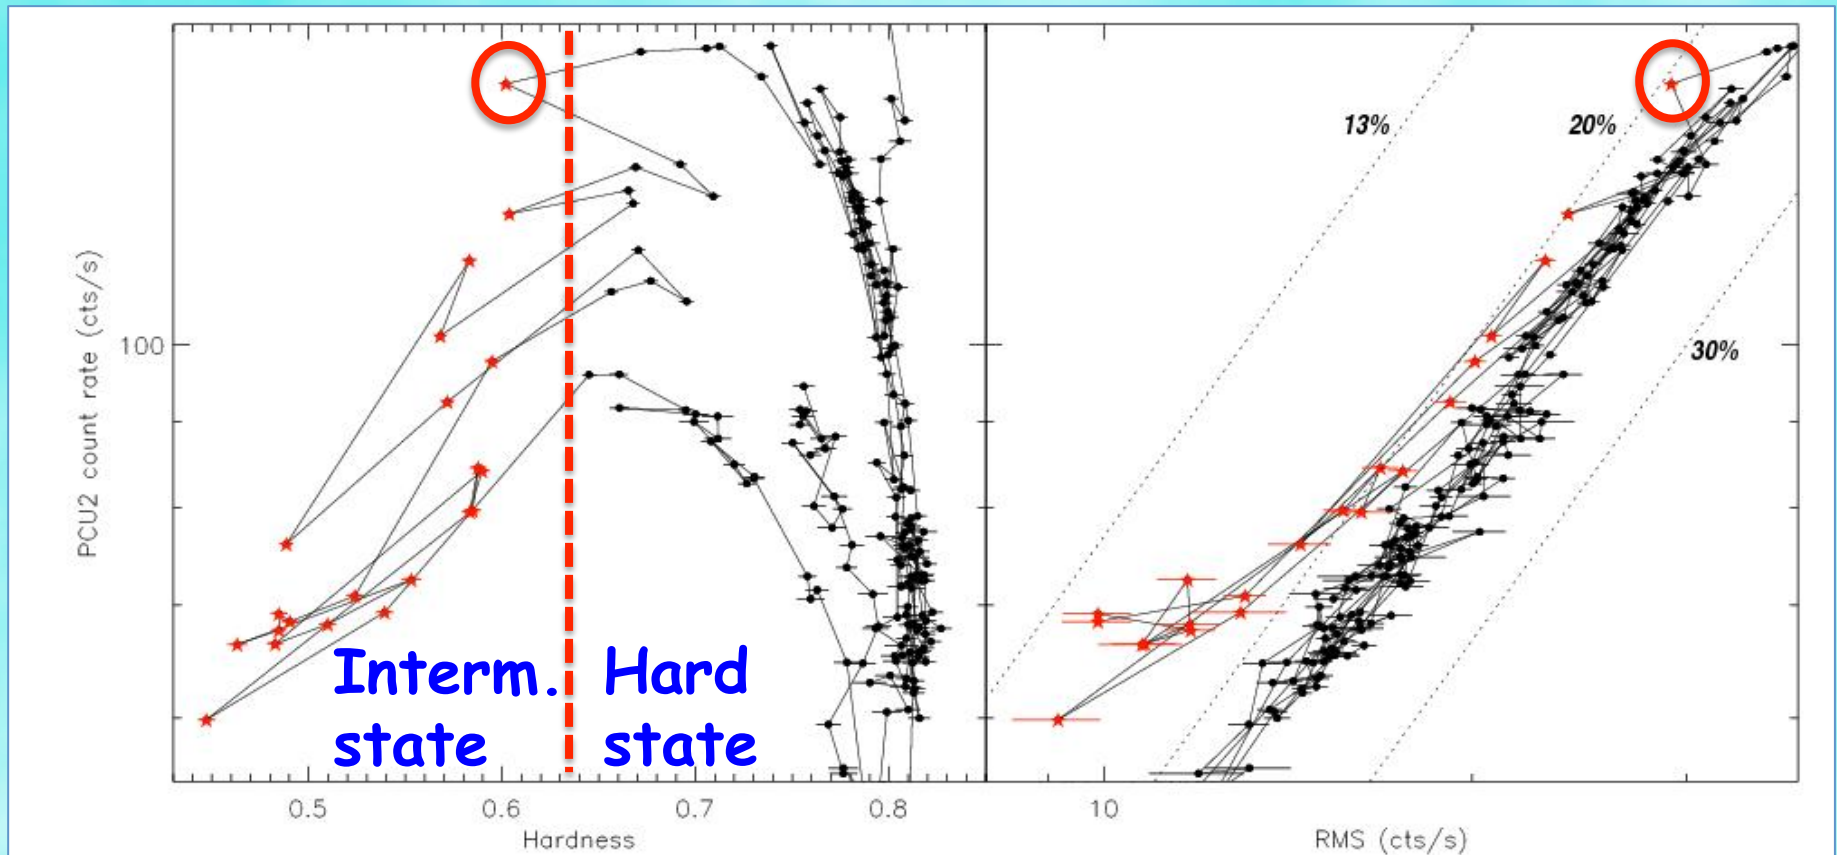 PCU2 count rate (cts/s)
100
13%
20%
30%
Interm.
state
Hard
state
0.5 0.6 0.7 0.8
Hardness
10
RMS (cts/s)